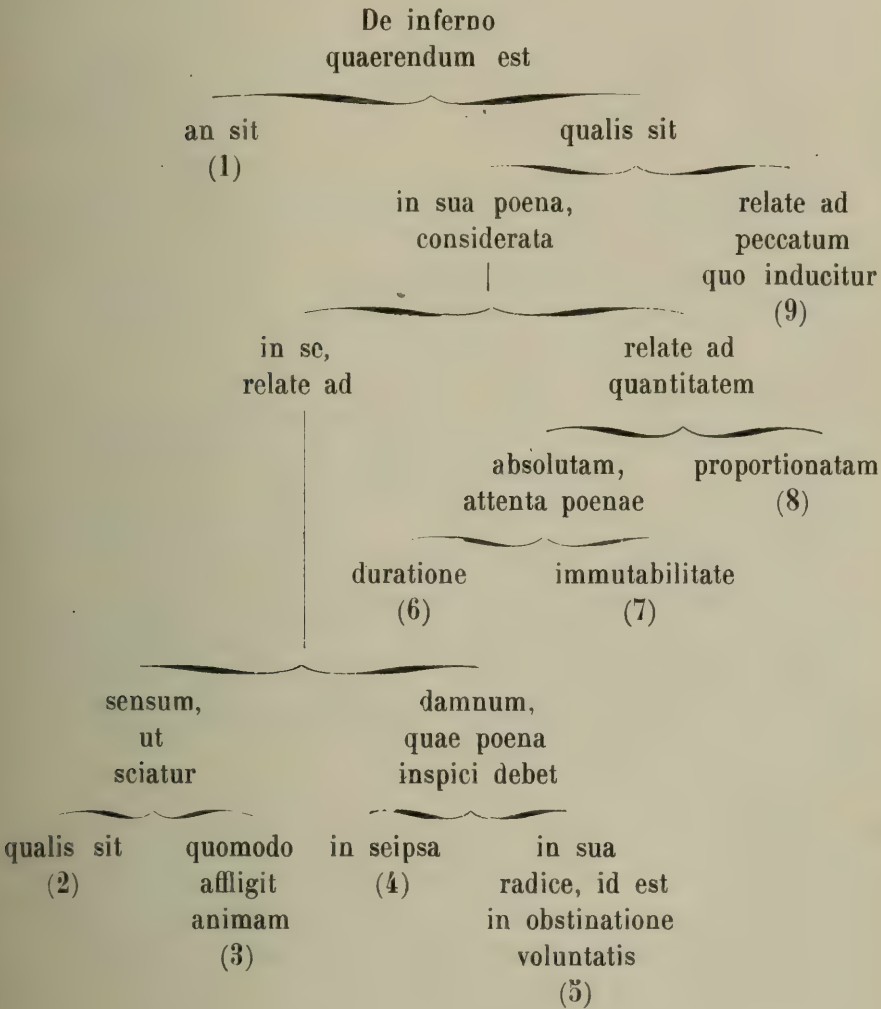 De inferno
quaerendum est
an sit
(1)
qualis sit
in sua poena,
considerata
relate ad
peccatum
quo inducitur
(9)
in se,
relate ad
relate ad
quantitatem
absolutam,
attenta poenae
proportionatam
(8)
duratione
(6)
immutabilitate
(7)
sensum,
ut
sciatur
damnum,
quae poena
inspici debet
qualis sit
(2)
quomodo
affligit
animam
(3)
in seipsa
(4)
in sua
radice, id est
in obstinatione
voluntatis
(5)